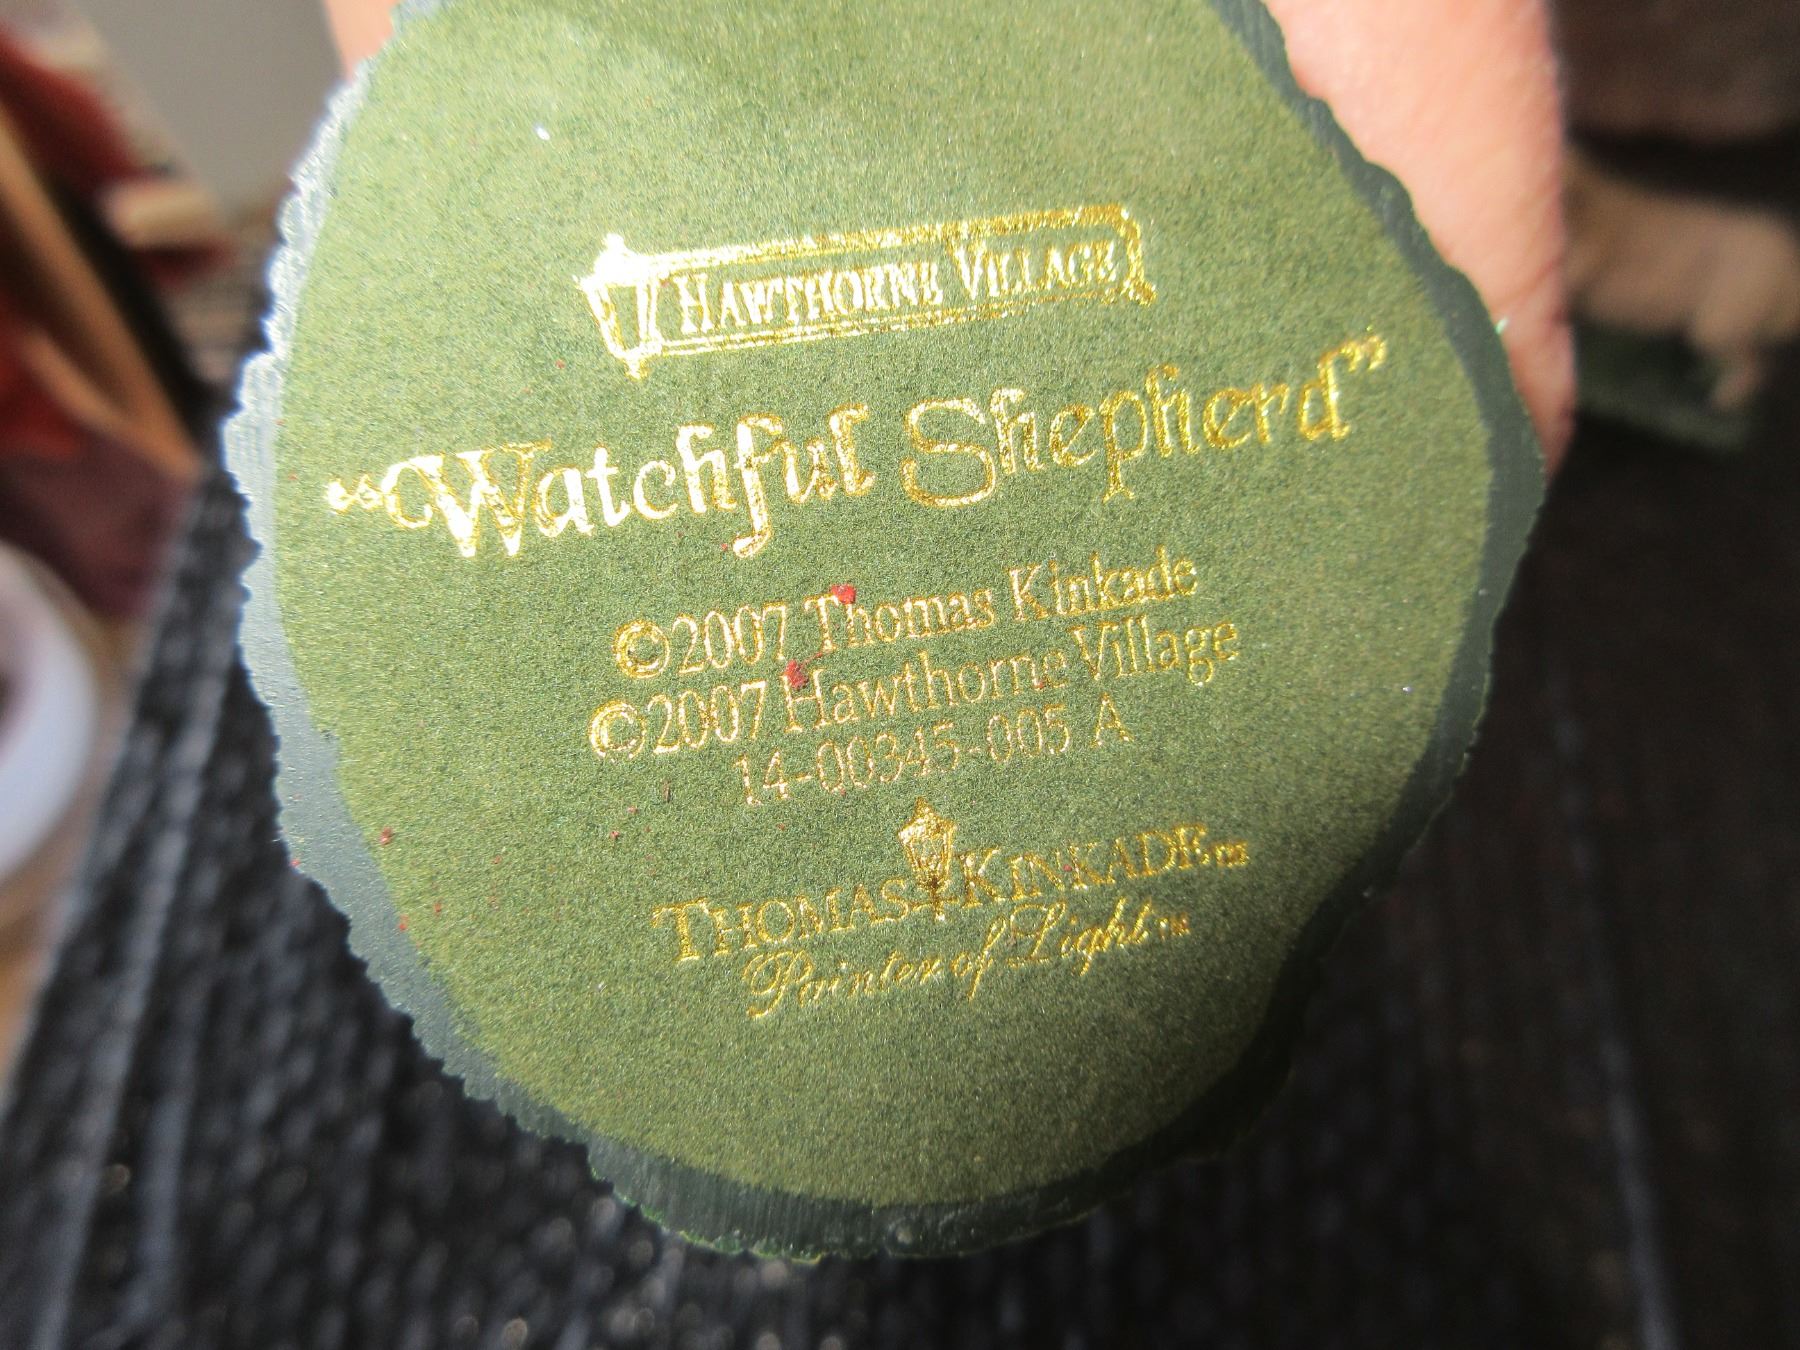 HAWTHORNE VILLAGE
“Watchful Shepherd”
©2007 Thomas Kinkade
©2007 Hawthorne Village
14-00345-005 A
THOMAS KINKADE™
Painter of Light™